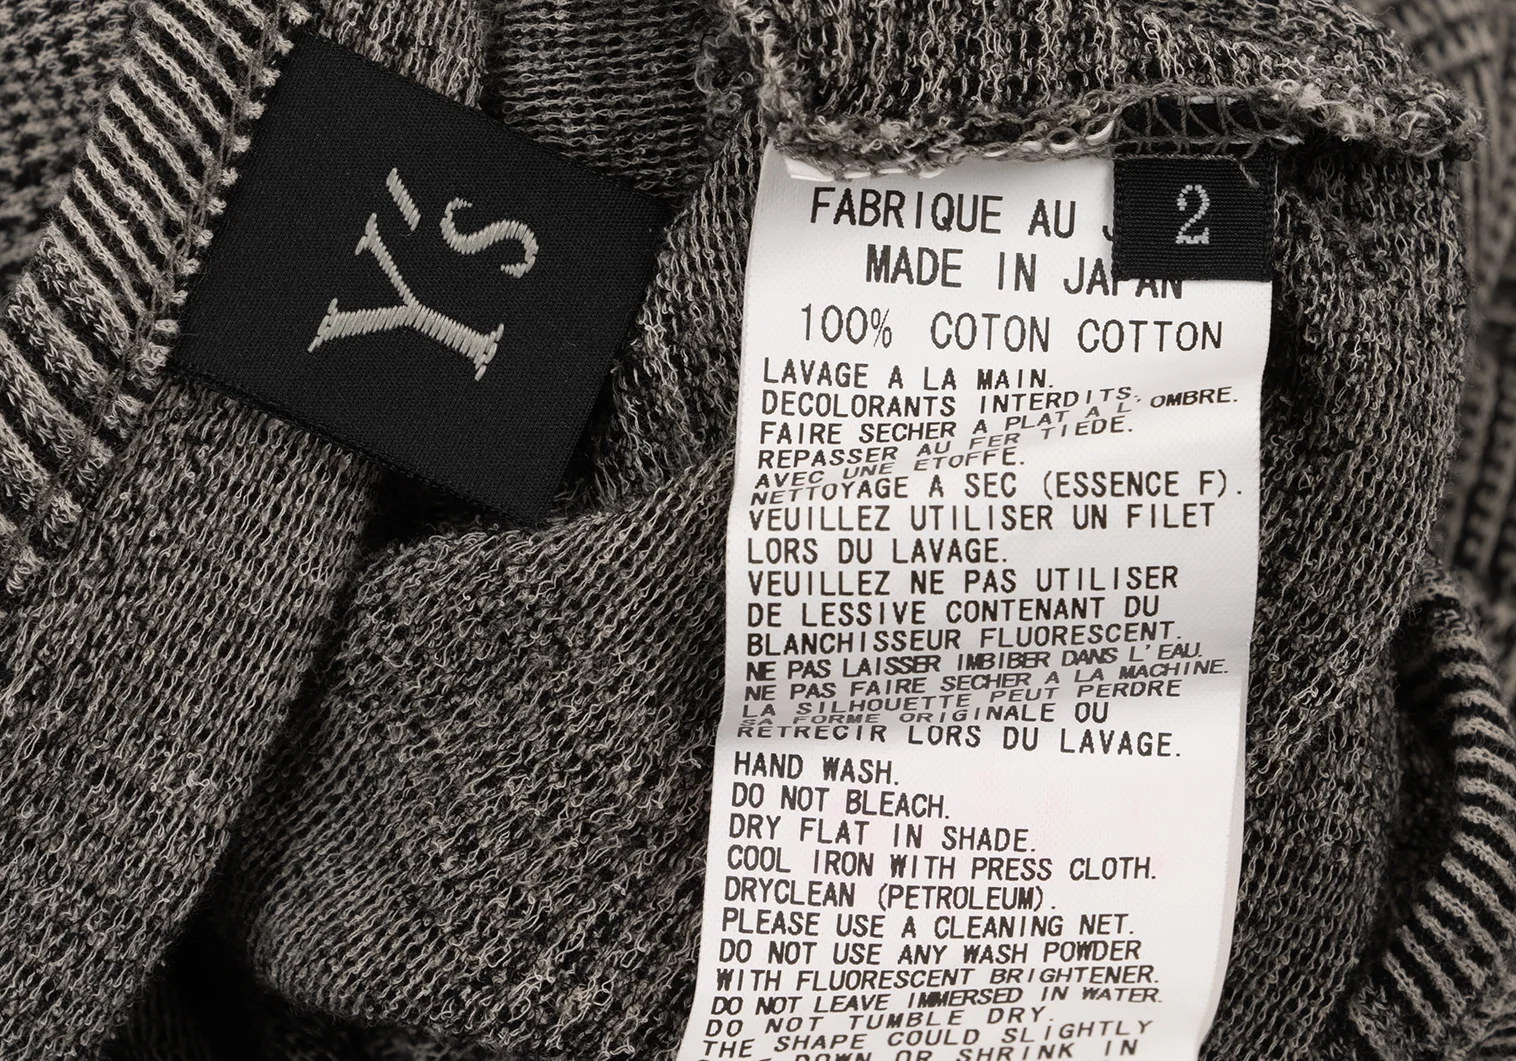 Y's
2
FABRIQUE AU
MADE IN JAPAN
100% COTON COTTON
LAVAGE A LA MAIN.
DECOLORANTS INTERDITS.
FAIRE SECHER A PLAT A L'OMBRE.
REPASSER AU FER TIEDE.
AVEC UNE ETOFFE.
NETTOYAGE A SEC (ESSENCE F).
VEUILLEZ UTILISER UN FILET
LORS DU LAVAGE.
VEUILLEZ NE PAS UTILISER
DE LESSIVE CONTENANT DU
BLANCHISSEUR FLUORESCENT.
NE PAS LAISSER IMBIBER DANS L'EAU.
NE PAS FAIRE SECHER A LA MACHINE.
LA SILHOUETTE PEUT PERDRE
SA FORME ORIGINALE OU
RETRECIR LORS DU LAVAGE.
HAND WASH.
DO NOT BLEACH.
DRY FLAT IN SHADE.
COOL IRON WITH PRESS CLOTH.
DRYCLEAN (PETROLEUM).
PLEASE USE A CLEANING NET.
DO NOT USE ANY WASH POWDER
WITH FLUORESCENT BRIGHTENER.
DO NOT LEAVE IMMERSED IN WATER.
DO NOT TUMBLE DRY.
THE SHAPE COULD SLIGHTLY
DOWN OR SHRINK IN